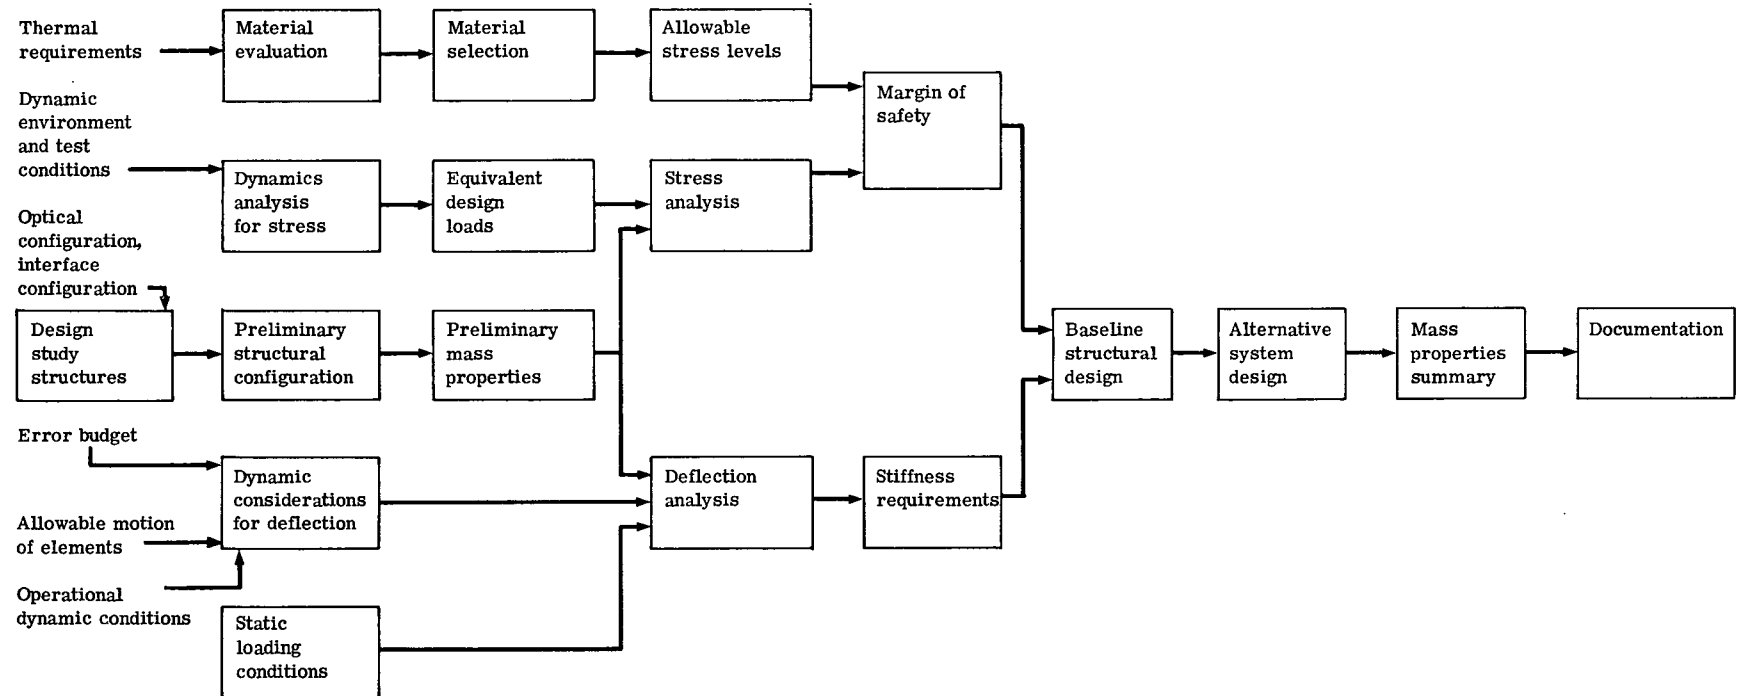 Thermal
requirements
Material
evaluation
Material
selection
Allowable
stress levels
Margin of
safety
Dynamic
environment
and test
conditions
Dynamics
analysis
for stress
Equivalent
design
loads
Stress
analysis
Optical
configuration,
interface
configuration
Design
study
structures
Preliminary
structural
configuration
Preliminary
mass
properties
Baseline
structural
design
Alternative
system
design
Mass
properties
summary
Documentation
Error budget
Dynamic
considerations
for deflection
Deflection
analysis
Stiffness
requirements
Allowable motion
of elements
Operational
dynamic conditions
Static
loading
conditions